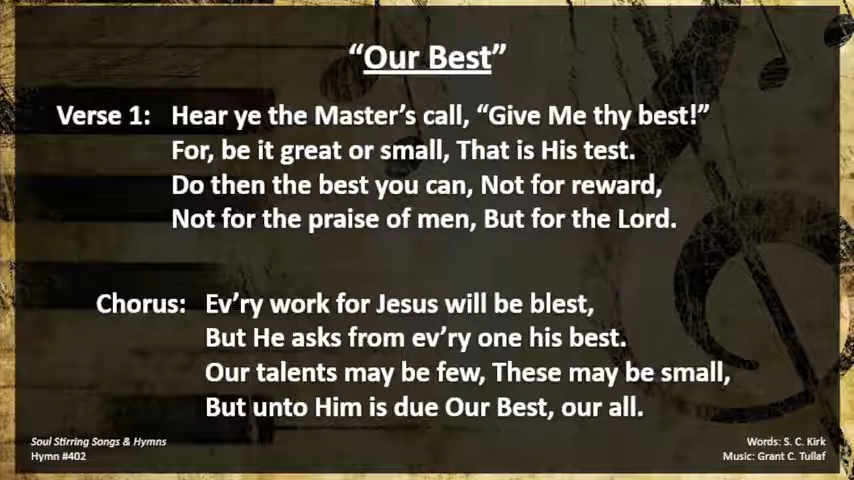 “Our Best”
Verse 1: Hear ye the Master’s call, “Give Me thy best!”
For, be it great or small, That is His test.
Do then the best you can, Not for reward,
Not for the praise of men, But for the Lord.
Chorus: Ev’ry work for Jesus will be blest,
But He asks from ev’ry one his best.
Our talents may be few, These may be small,
But unto Him is due Our Best, our all.
Soul Stirring Songs & Hymns
Hymn #402
Words: S. C. Kirk
Music: Grant C. Tullaf